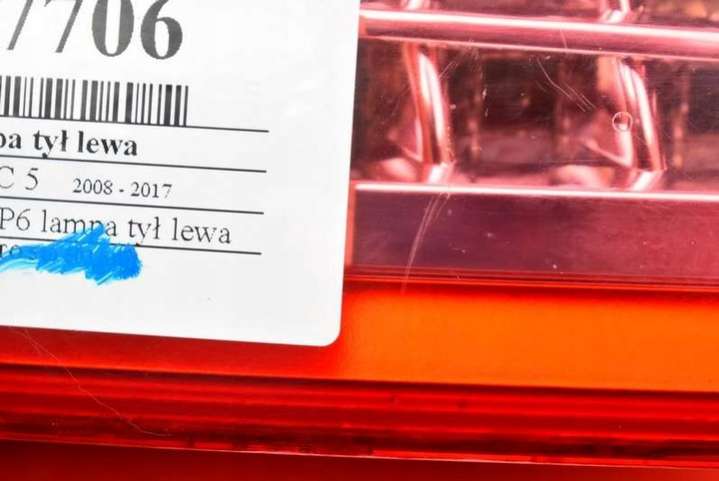 7706
pa tył lewa
C 5 2008 - 2017
P6 lampa tył lewa